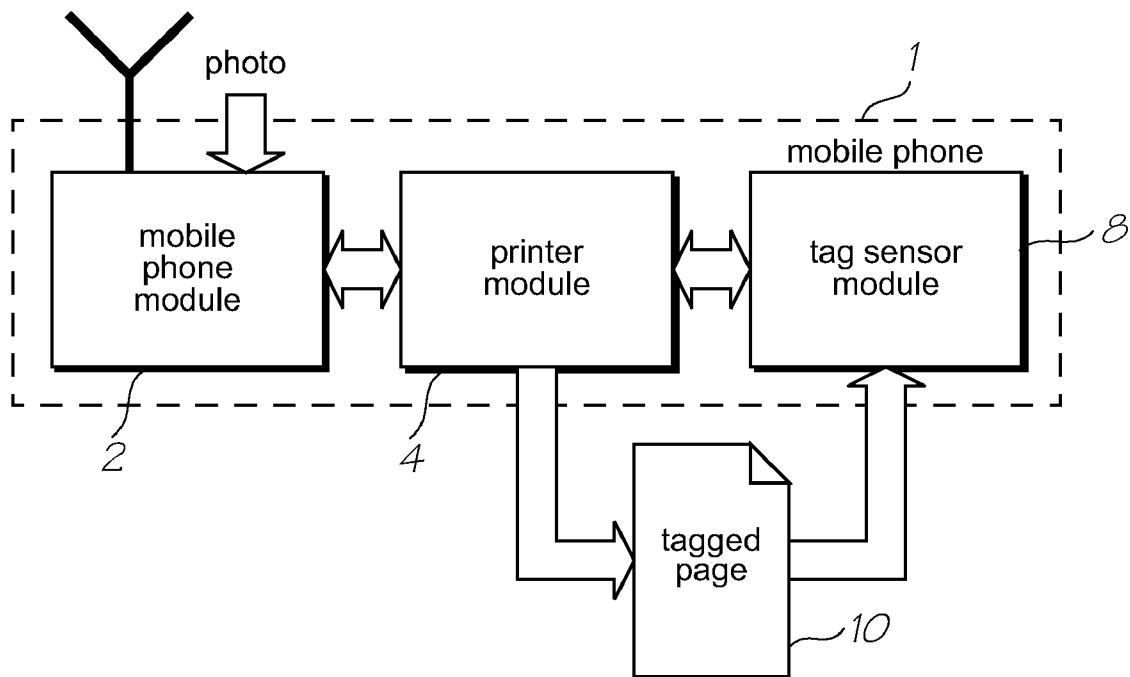 photo
1
mobile phone
mobile
phone
module
printer
module
tag sensor
module
8
2
4
tagged
page
10